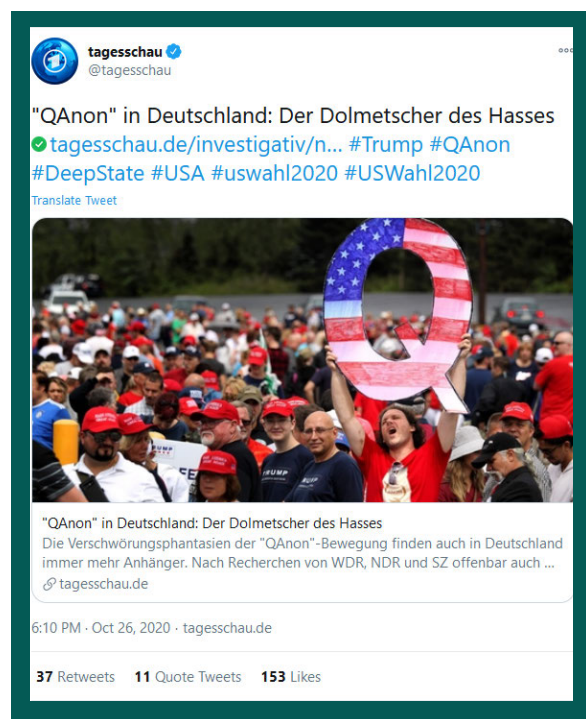 tagesschau
@tagesschau
"QAnon" in Deutschland: Der Dolmetscher des Hasses
tagesschau.de/investigativ/n... #Trump #QAnon
#DeepState #USA #uswahl2020 #USWahl2020
Translate Tweet
Q
TRUMP
TRUMP
"QAnon" in Deutschland: Der Dolmetscher des Hasses
Die Verschwörungsphantasien der "QAnon"-Bewegung finden auch in Deutschland
immer mehr Anhänger. Nach Recherchen von WDR, NDR und SZ offenbar auch ...
tagesschau.de
6:10 PM · Oct 26, 2020 · tagesschau.de
37 Retweets 11 Quote Tweets 153 Likes